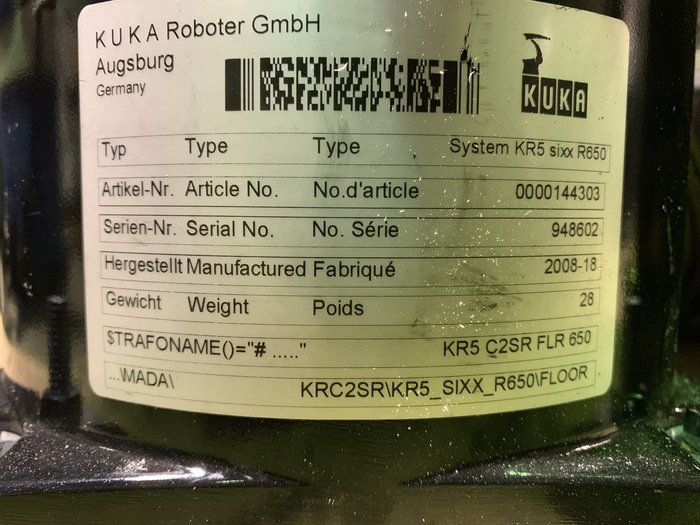 KUKA Roboter GmbH
Augsburg
Germany
KUKA
Typ Type Type System KR5 sixx R650
Artikel-Nr. Article No. No.d'article 0000144303
Serien-Nr. Serial No. No. Série 948602
Hergestellt Manufactured Fabriqué 2008-18
Gewicht Weight Poids 28
$TRAFONAME()="# ....." KR5 C2SR FLR 650
...\MADA\ KRC2SR\KR5_SIXX_R650\FLOOR